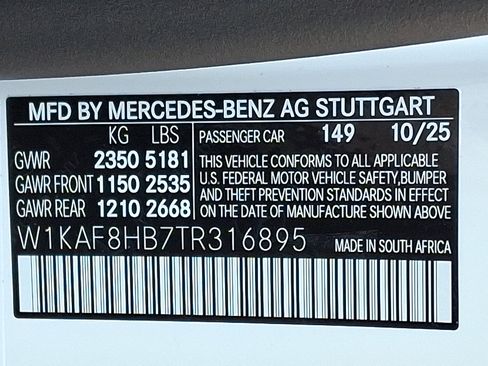 MFD BY MERCEDES-BENZ AG STUTTGART
KG LBS
GVWR 2350 5181
GAWR FRONT 1150 2535
GAWR REAR 1210 2668
PASSENGER CAR 149 10/25
THIS VEHICLE CONFORMS TO ALL APPLICABLE
U.S. FEDERAL MOTOR VEHICLE SAFETY,BUMPER
AND THEFT PREVENTION STANDARDS IN EFFECT
ON THE DATE OF MANUFACTURE SHOWN ABOVE
W1KAF8HB7TR316895
MADE IN SOUTH AFRICA